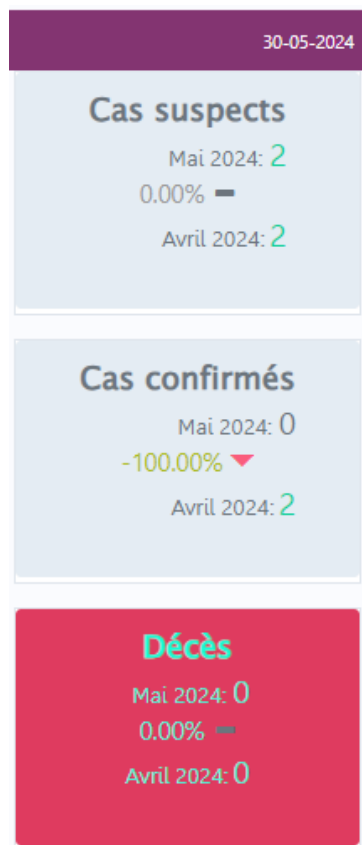 30-05-2024
Cas suspects
Mai 2024: 2
0.00%
Avril 2024: 2
Cas confirmés
Mai 2024: 0
-100.00%
Avril 2024: 2
Décès
Mai 2024: 0
0.00%
Avril 2024: 0